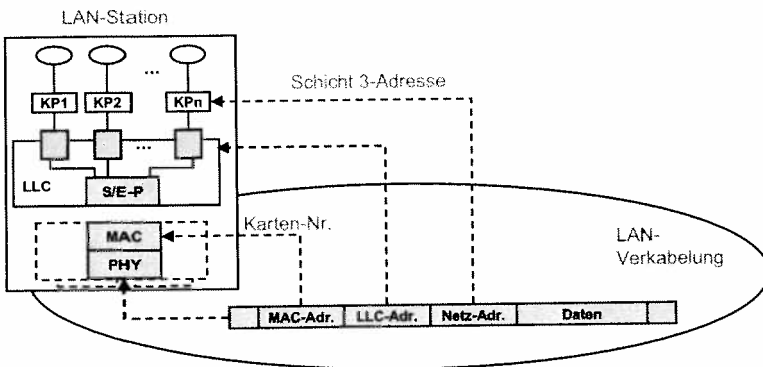 LAN-Station
...
Schicht 3-Adresse
KP1 KP2 KPn
...
LLC
S/E-P
Karten-Nr.
MAC
PHY
LAN-
Verkabelung
MAC-Adr. LLC-Adr. Netz-Adr. Daten